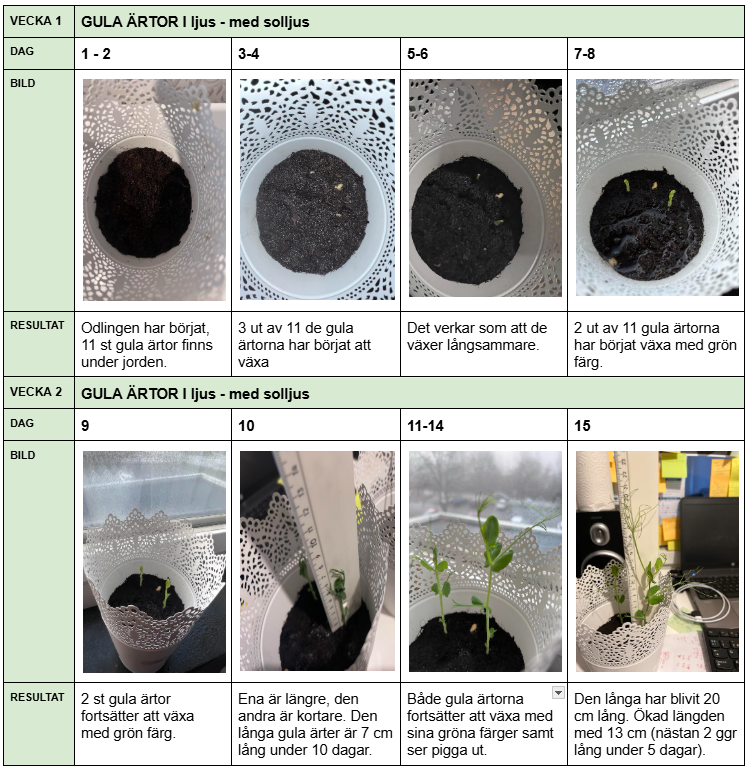 VECKA 1
GULA ÄRTOR I ljus - med solljus
DAG
1 - 2
3-4
5-6
7-8
BILD
RESULTAT
Odlingen har börjat,
11 st gula ärtor finns
under jorden.
3 ut av 11 de gula
ärtorna har börjat att
växa
Det verkar som att de
växer långsammare.
2 ut av 11 gula ärtorna
har börjat växa med grön
färg.
VECKA 2
GULA ÄRTOR I ljus - med solljus
DAG
9
10
11-14
15
BILD
RESULTAT
2 st gula ärtor
fortsätter att växa
med grön färg.
Ena är längre, den
andra är kortare. Den
långa gula ärter är 7 cm
lång under 10 dagar.
Både gula ärtorna
fortsätter att växa med
sina gröna färger samt
ser pigga ut.
Den långa har blivit 20
cm lång. Ökad längden
med 13 cm (nästan 2 ggr
lång under 5 dagar).